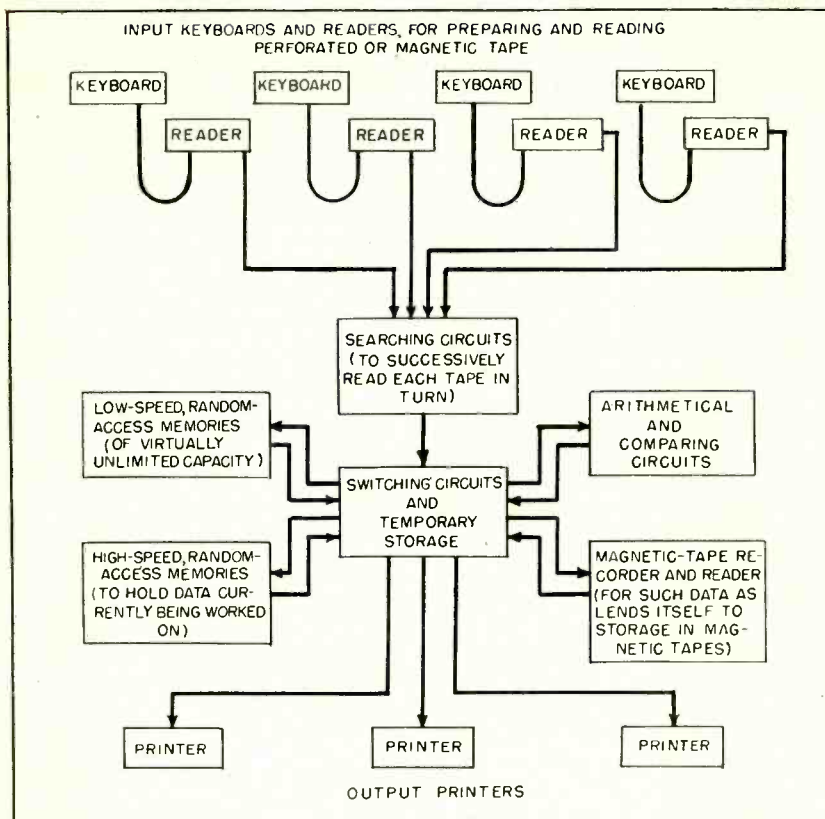 INPUT KEYBOARDS AND READERS, FOR PREPARING AND READING
PERFORATED OR MAGNETIC TAPE
KEYBOARD
KEYBOARD
KEYBOARD
KEYBOARD
READER
READER
READER
READER
SEARCHING CIRCUITS
(TO SUCCESSIVELY
READ EACH TAPE IN
TURN)
LOW-SPEED, RANDOM-
ACCESS MEMORIES
(OF VIRTUALLY
UNLIMITED CAPACITY)
ARITHMETICAL
AND
COMPARING
CIRCUITS
SWITCHING CIRCUITS
AND
TEMPORARY
STORAGE
HIGH-SPEED, RANDOM-
ACCESS MEMORIES
(TO HOLD DATA CUR-
RENTLY BEING WORKED
ON)
MAGNETIC-TAPE RE-
CORDER AND READER
(FOR SUCH DATA AS
LENDS ITSELF TO
STORAGE IN MAG-
NETIC TAPES)
PRINTER
PRINTER
PRINTER
OUTPUT PRINTERS